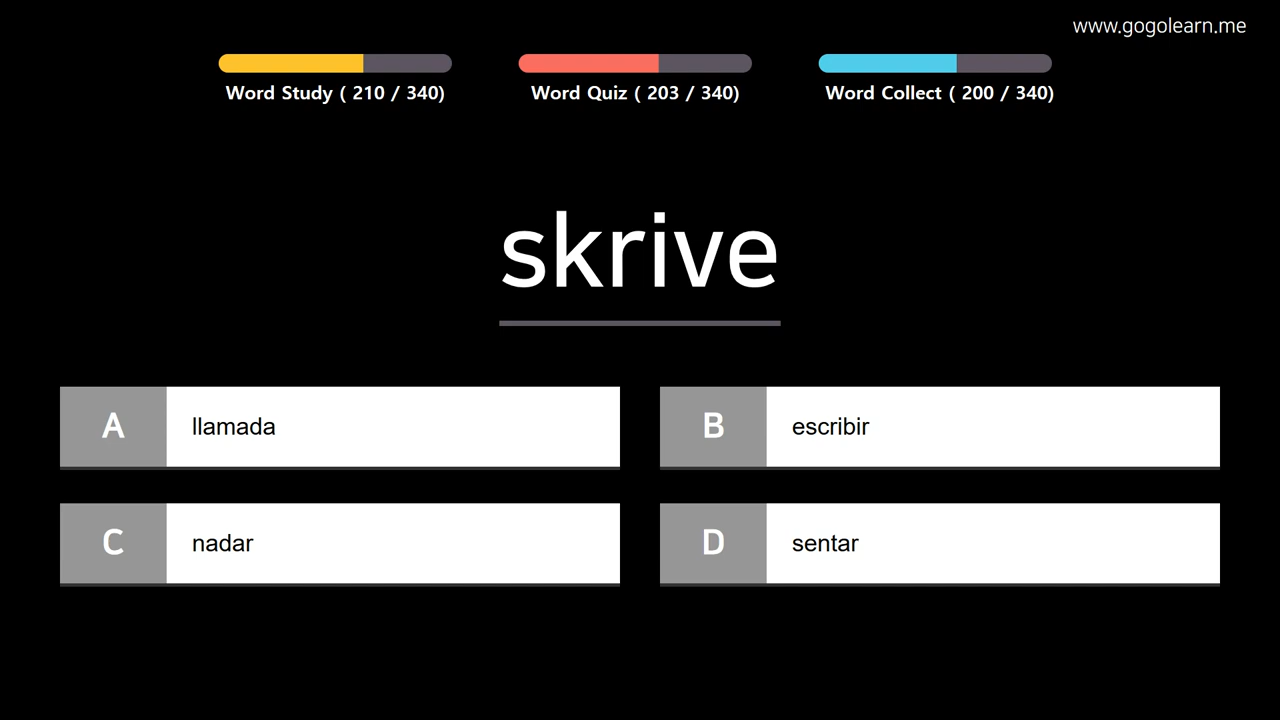 www.gogolearn.me
Word Study ( 210 / 340)
Word Quiz ( 203 / 340)
Word Collect ( 200 / 340)
skrive
A llamada
B escribir
C nadar
D sentar